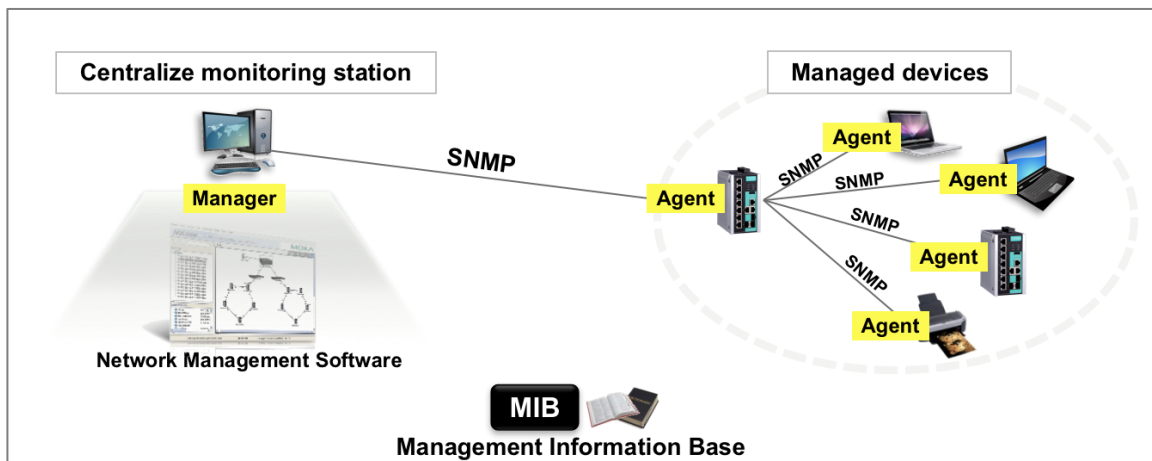 Centralize monitoring station
Managed devices
Manager
SNMP
Agent
SNMP
Agent
SNMP
Agent
SNMP
Agent
SNMP
Agent
MOXA
Network Management Software
MIB
Management Information Base